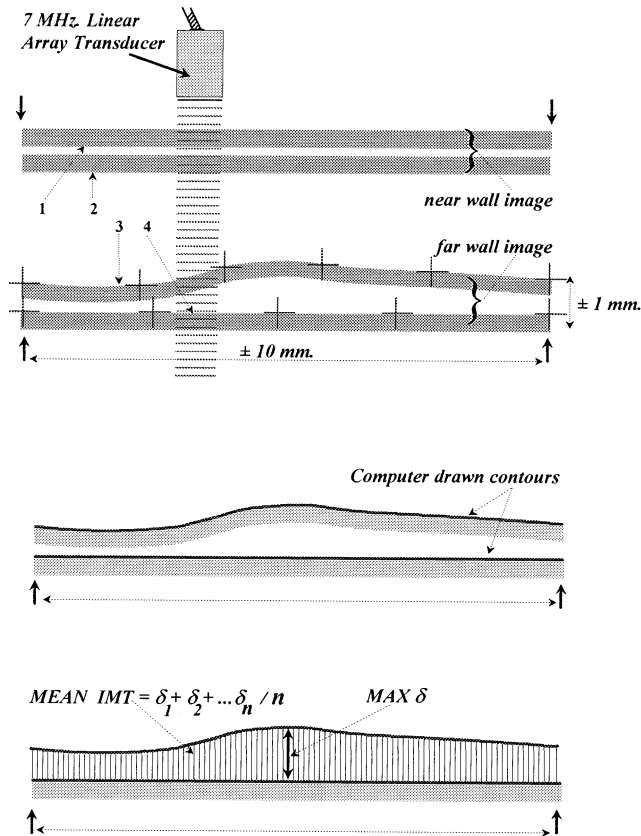 7 MHz. Linear
Array Transducer
1
2
near wall image
3
4
far wall image
± 1 mm.
± 10 mm.
Computer drawn contours
MEAN IMT = δ1 + δ2 + ... δn / n
MAX δ